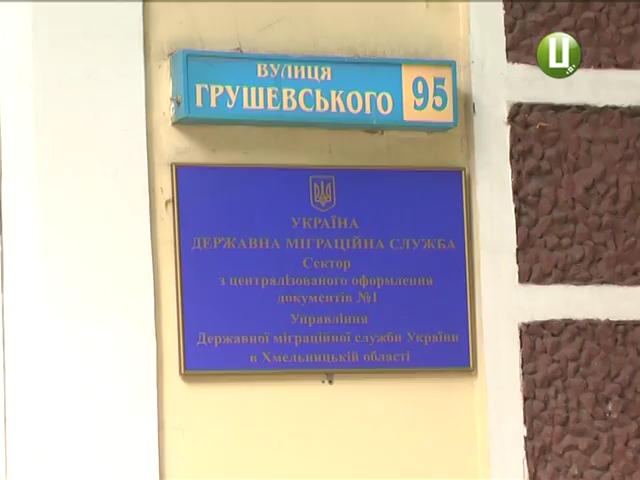 ВУЛИЦЯ
ГРУШЕВСЬКОГО 95
УКРАЇНА
ДЕРЖАВНА МІГРАЦІЙНА СЛУЖБА
Сектор
з централізованого оформлення
документів №1
Управління
Державної міграційної служби України
в Хмельницькій області
Ц